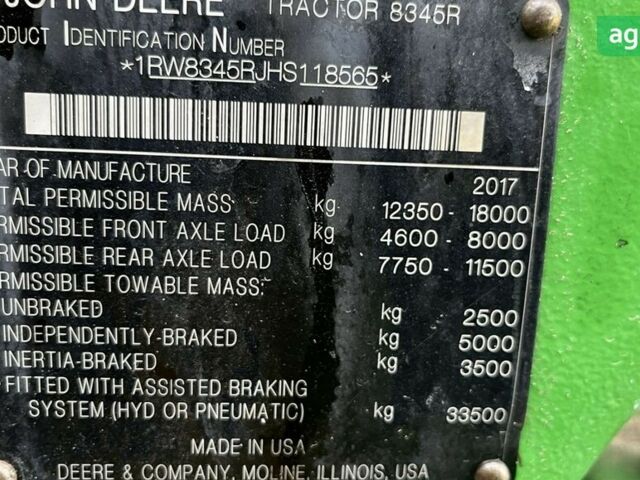 JOHN DEERE TRACTOR 8345R
PRODUCT IDENTIFICATION NUMBER
*1RW8345RJHS118565*
AR OF MANUFACTURE 2017
TAL PERMISSIBLE MASS kg 12350 - 18000
RMISSIBLE FRONT AXLE LOAD kg 4600 - 8000
RMISSIBLE REAR AXLE LOAD kg 7750 - 11500
RMISSIBLE TOWABLE MASS:
UNBRAKED kg 2500
INDEPENDENTLY-BRAKED kg 5000
INERTIA-BRAKED kg 3500
FITTED WITH ASSISTED BRAKING
SYSTEM (HYD OR PNEUMATIC) kg 33500
MADE IN USA
DEERE & COMPANY, MOLINE, ILLINOIS, USA
ag